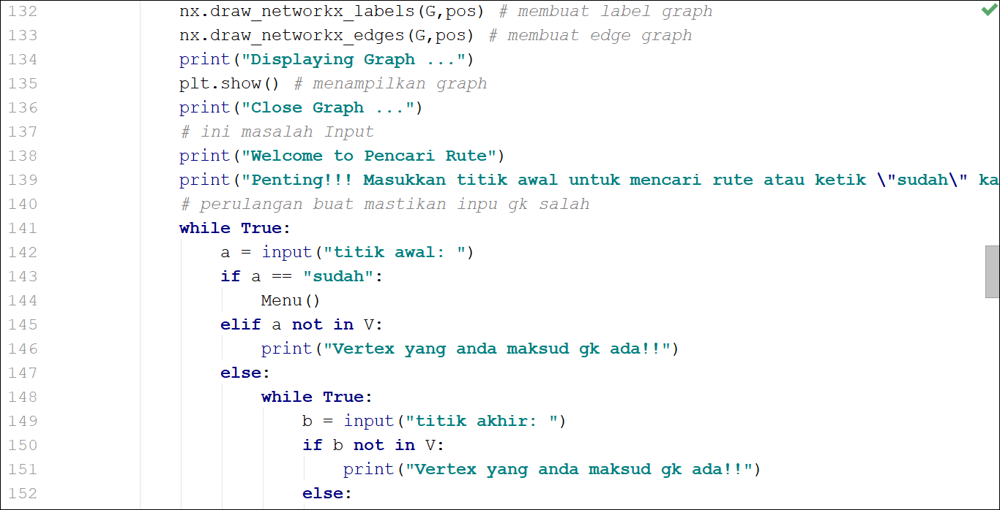 132 nx.draw_networkx_labels(G,pos) # membuat label graph
133 nx.draw_networkx_edges(G,pos) # membuat edge graph
134 print("Displaying Graph ...")
135 plt.show() # menampilkan graph
136 print("Close Graph ...")
137 # ini masalah Input
138 print("Welcome to Pencari Rute")
139 print("Penting!!! Masukkan titik awal untuk mencari rute atau ketik \"sudah\" ka
140 # perulangan buat mastikan inpu gk salah
141 while True:
142 a = input("titik awal: ")
143 if a == "sudah":
144 Menu()
145 elif a not in V:
146 print("Vertex yang anda maksud gk ada!!")
147 else:
148 while True:
149 b = input("titik akhir: ")
150 if b not in V:
151 print("Vertex yang anda maksud gk ada!!")
152 else: